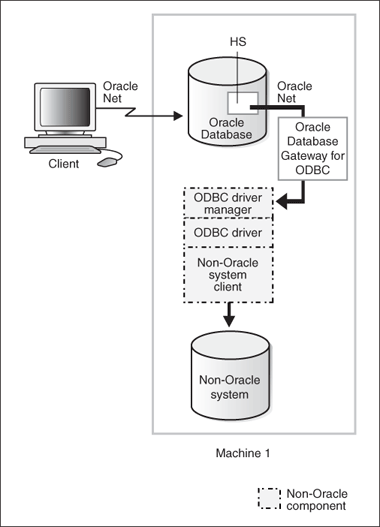 HS
Oracle
Net
Oracle
Net
Oracle
Database
Client
Oracle
Database
Gateway for
ODBC
ODBC driver
manager
ODBC driver
Non-Oracle
system
client
Non-Oracle
system
Machine 1
Non-Oracle
component